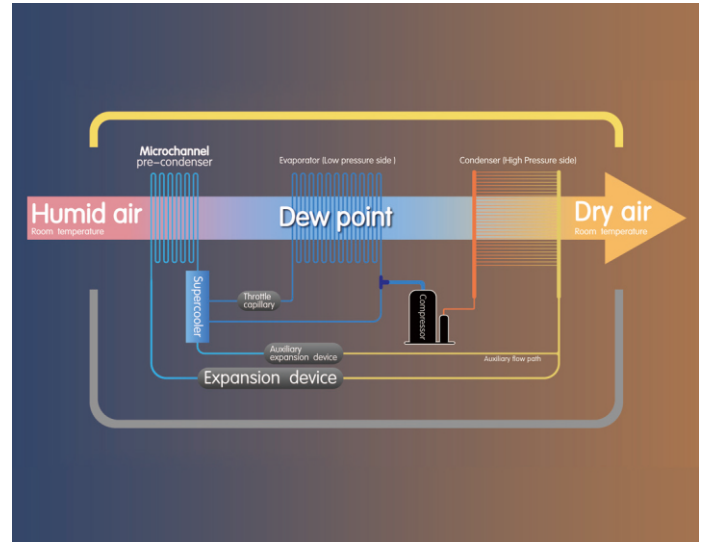 Microchannel
pre-condenser
Evaporator (Low pressure side )
Condenser (High Pressure side)
Humid air
Room temperature
Dew point
Dry air
Room temperature
Supercooler
Throttle
capillary
Compressor
Auxiliary
expansion device
Auxiliary flow path
Expansion device